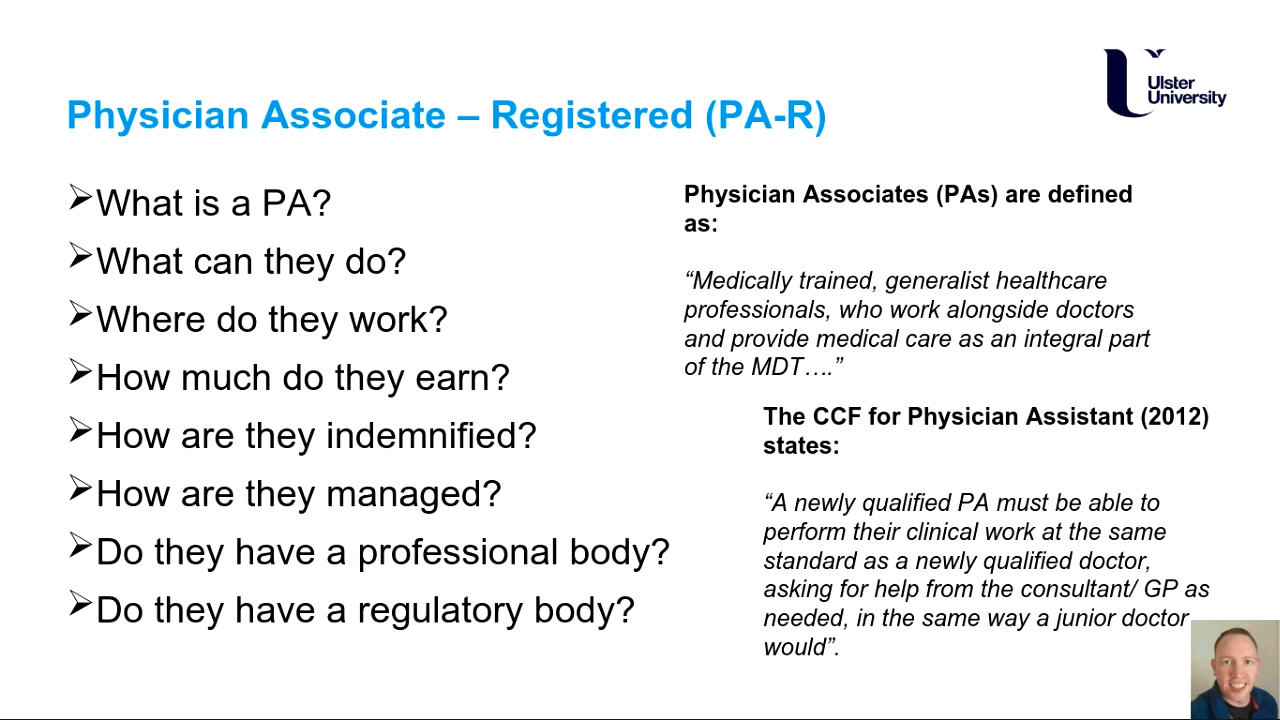 Ulster
University
Physician Associate – Registered (PA-R)
➢What is a PA?
➢What can they do?
➢Where do they work?
➢How much do they earn?
➢How are they indemnified?
➢How are they managed?
➢Do they have a professional body?
➢Do they have a regulatory body?
Physician Associates (PAs) are defined
as:
“Medically trained, generalist healthcare
professionals, who work alongside doctors
and provide medical care as an integral part
of the MDT….”
The CCF for Physician Assistant (2012)
states:
“A newly qualified PA must be able to
perform their clinical work at the same
standard as a newly qualified doctor,
asking for help from the consultant/ GP as
needed, in the same way a junior doctor
would”.